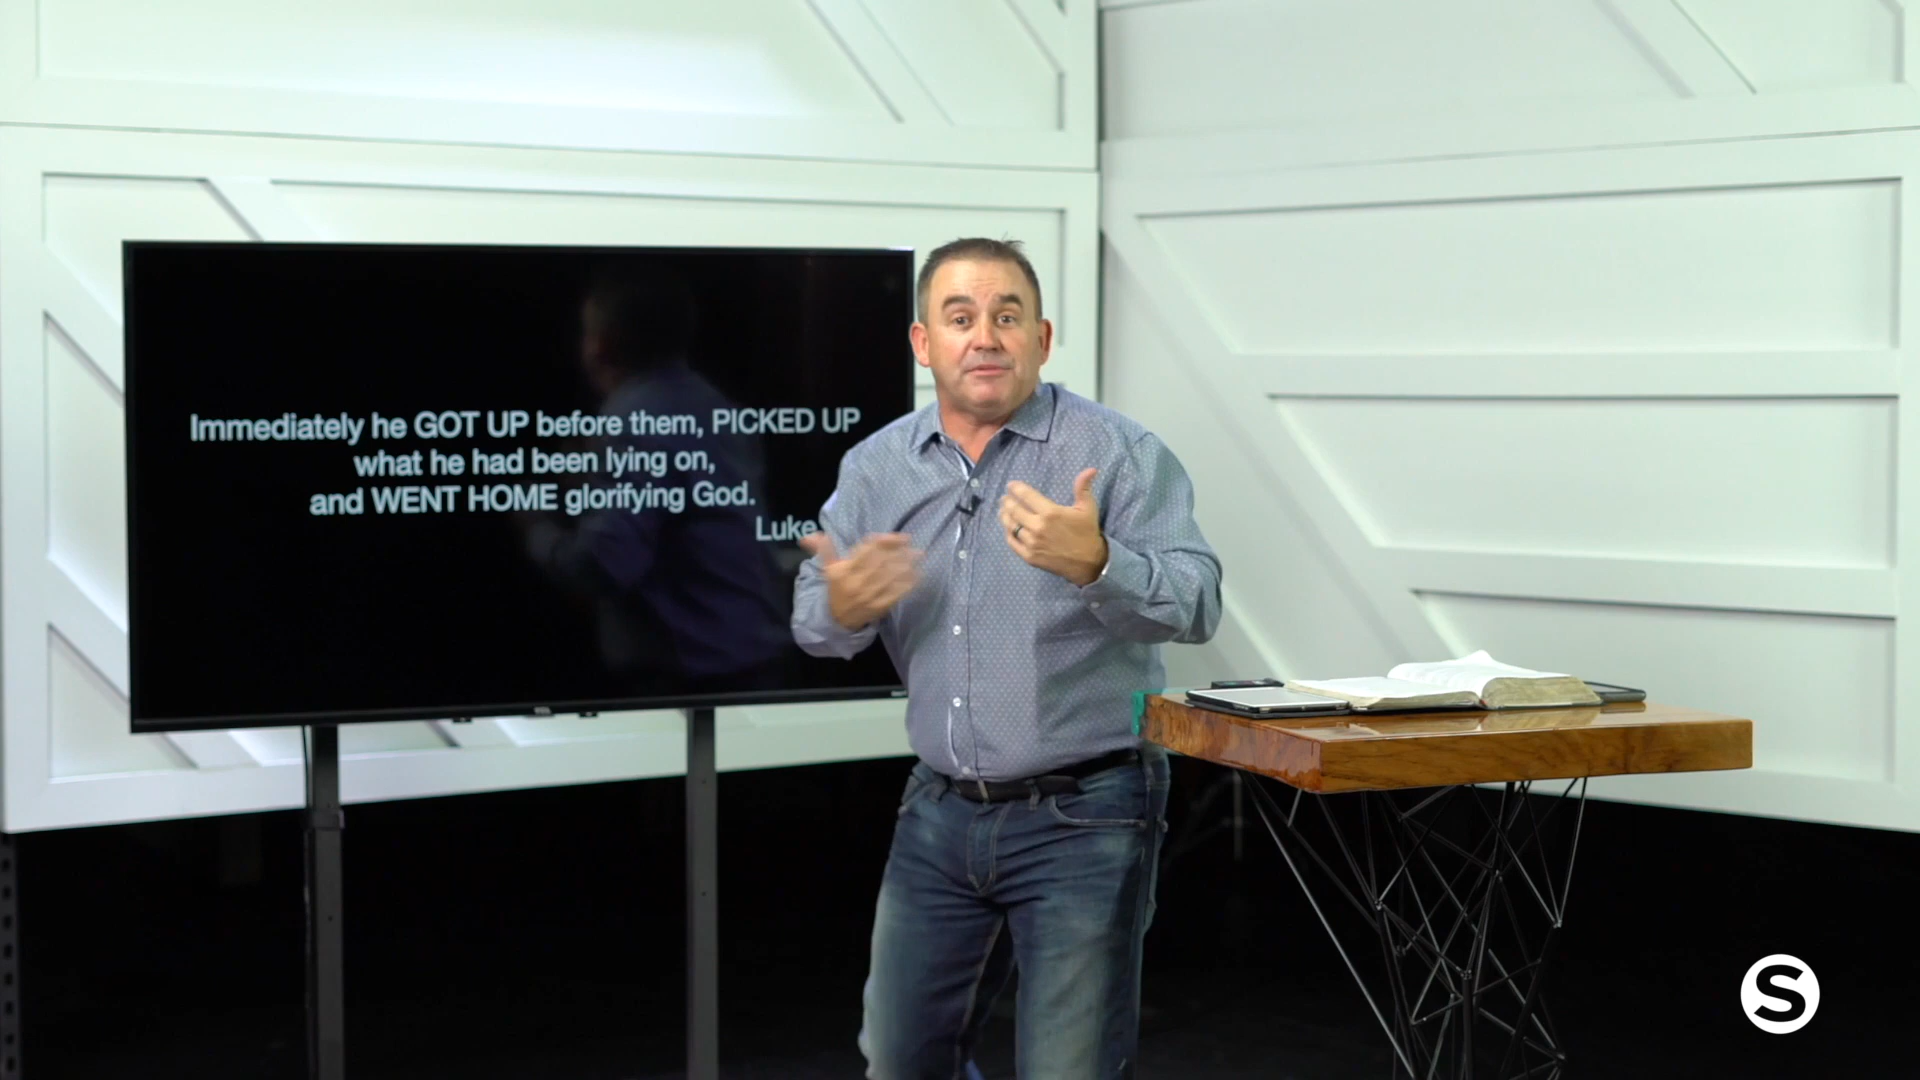 Immediately he GOT UP before them, PICKED UP
what he had been lying on,
and WENT HOME glorifying God.
Luke
S